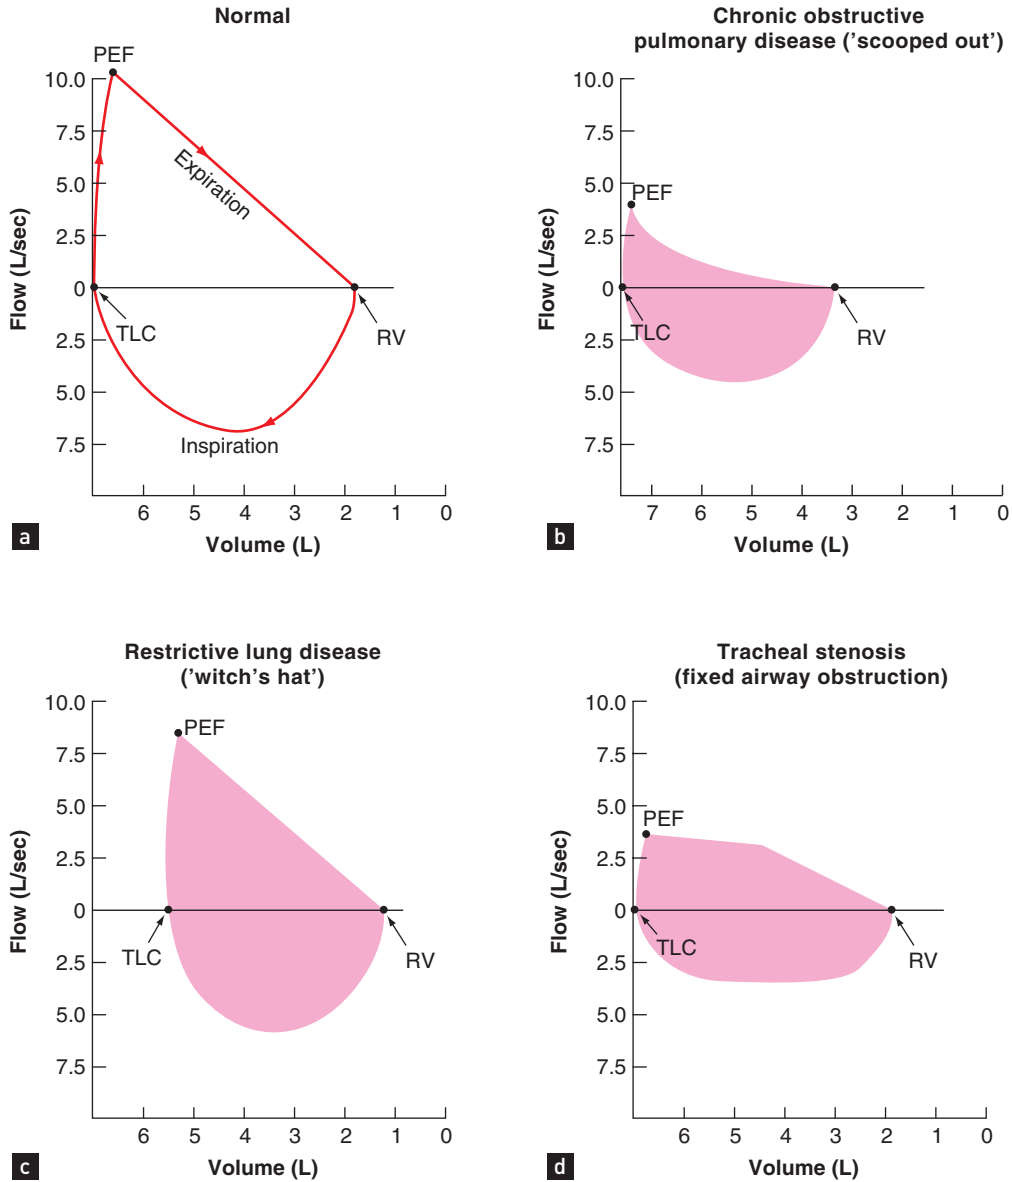 Normal
PEF
10.0
7.5
5.0
2.5
0
2.5
5.0
7.5
Flow (L/sec)
Expiration
TLC
RV
Inspiration
6 5 4 3 2 1 0
Volume (L)
a
Chronic obstructive
pulmonary disease ('scooped out')
10.0
7.5
5.0
2.5
0
2.5
5.0
7.5
Flow (L/sec)
PEF
TLC
RV
7 6 5 4 3 2 1 0
Volume (L)
b
Restrictive lung disease
('witch's hat')
10.0
7.5
5.0
2.5
0
2.5
5.0
7.5
Flow (L/sec)
PEF
TLC
RV
6 5 4 3 2 1 0
Volume (L)
c
Tracheal stenosis
(fixed airway obstruction)
10.0
7.5
5.0
2.5
0
2.5
5.0
7.5
Flow (L/sec)
PEF
TLC
RV
6 5 4 3 2 1 0
Volume (L)
d